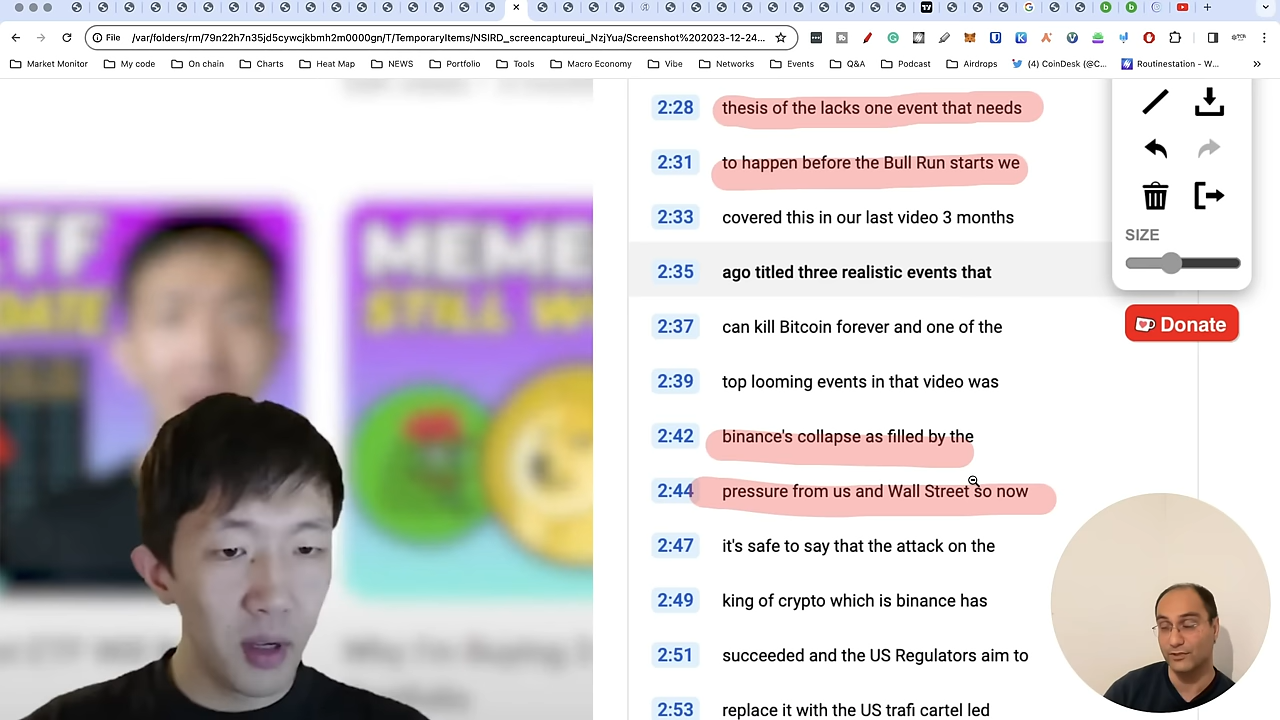 File
/var/folders/rm/79n22h7n35jd5cywcjkbmh2m0000gn/T/TemporaryItems/NSIRD_screencaptureui_NzjYua/Screenshot%202023-12-24...
Market Monitor
My code
On chain
Charts
Heat Map
NEWS
Portfolio
Tools
Macro Economy
Vibe
Networks
Events
Q&A
Podcast
Airdrops
(4) CoinDesk (@C...
Routinestation - W...
»
TF
DATE
MEME
STILL W
2:28 thesis of the lacks one event that needs
2:31 to happen before the Bull Run starts we
2:33 covered this in our last video 3 months
2:35 ago titled three realistic events that
2:37 can kill Bitcoin forever and one of the
2:39 top looming events in that video was
2:42 binance's collapse as filled by the
2:44 pressure from us and Wall Street so now
2:47 it's safe to say that the attack on the
2:49 king of crypto which is binance has
2:51 succeeded and the US Regulators aim to
2:53 replace it with the US trafi cartel led
SIZE
Donate